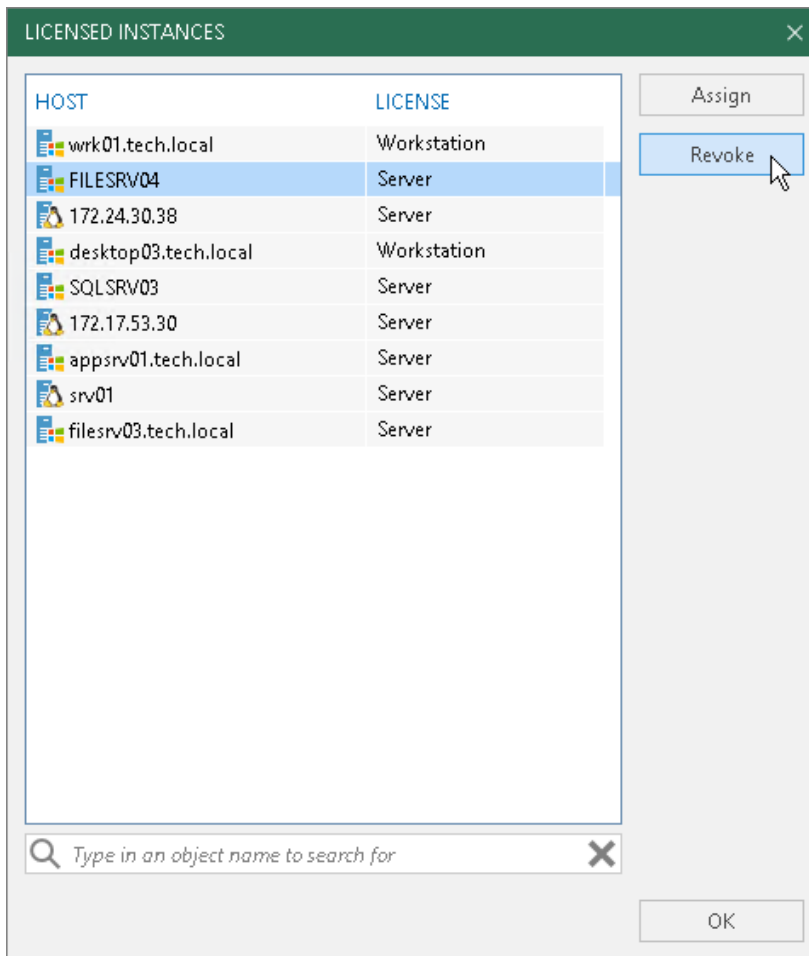 LICENSED INSTANCES
HOST LICENSE
wrk01.tech.local Workstation
FILESRV04 Server
172.24.30.38 Server
desktop03.tech.local Workstation
SQLSRV03 Server
172.17.53.30 Server
appsrv01.tech.local Server
srv01 Server
filesrv03.tech.local Server
Type in an object name to search for
Assign
Revoke
OK